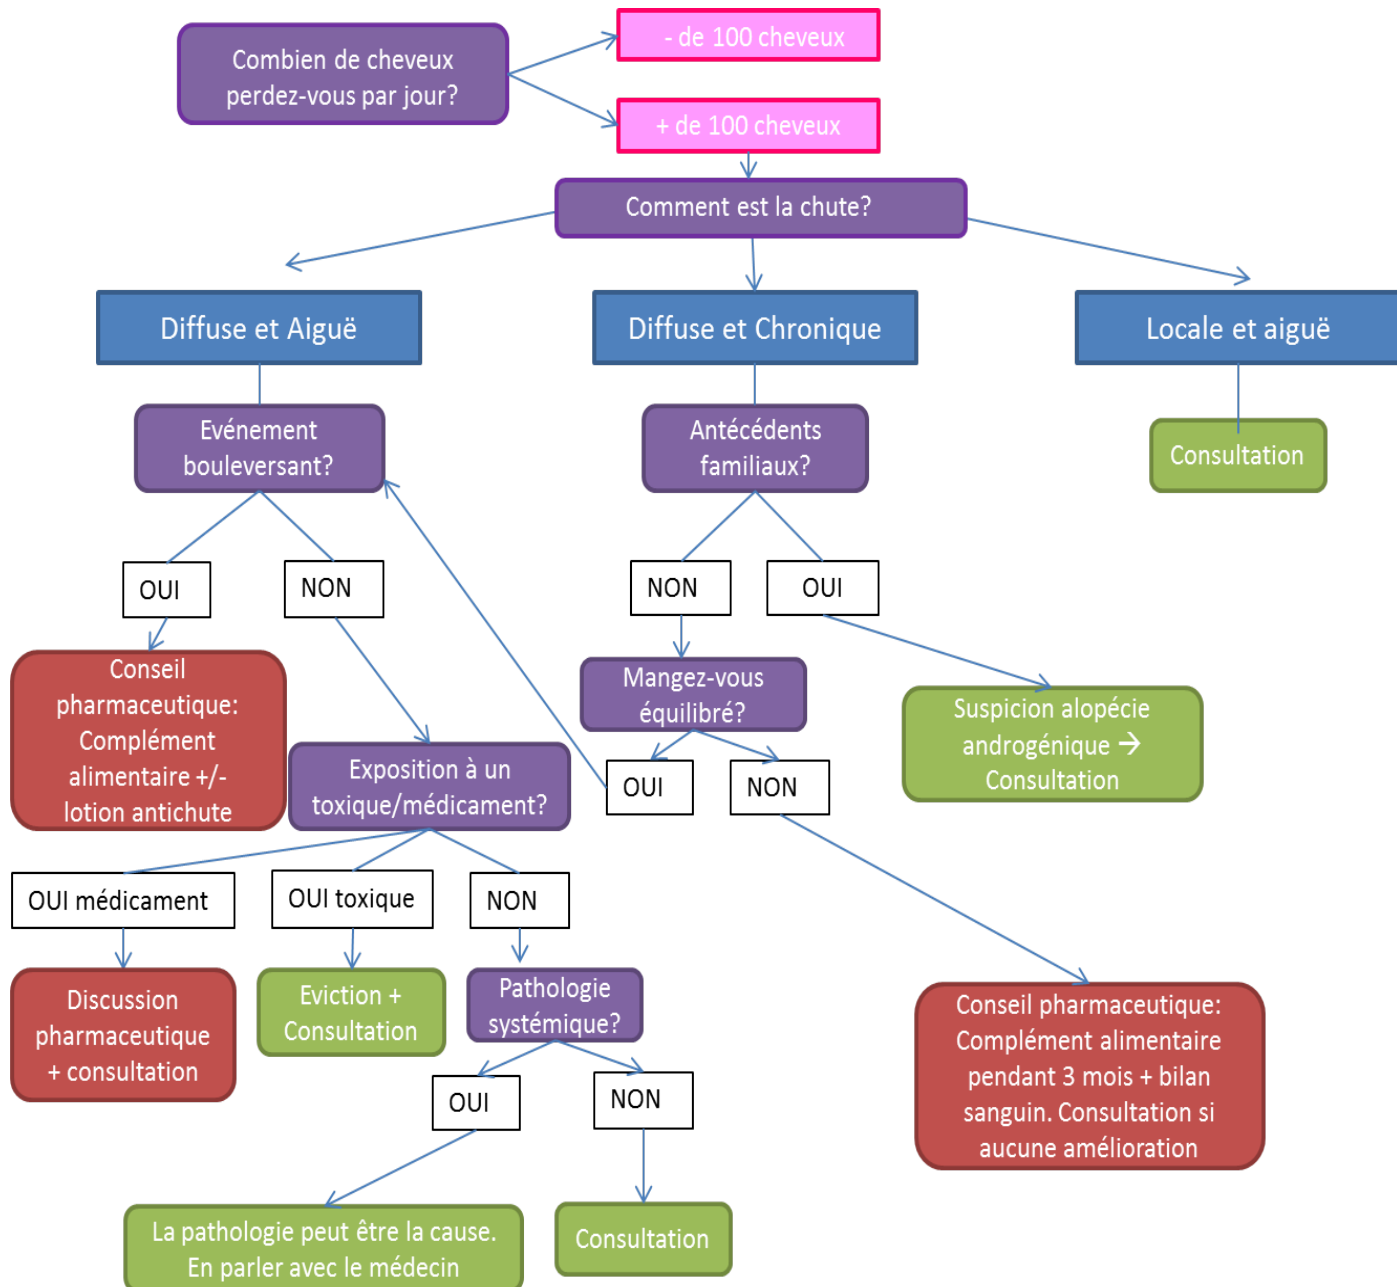 Combien de cheveux
perdez-vous par jour?
- de 100 cheveux
+ de 100 cheveux
Comment est la chute?
Diffuse et Aiguë
Diffuse et Chronique
Locale et aiguë
Evénement
bouleversant?
Antécédents
familiaux?
Consultation
OUI
NON
NON
OUI
Conseil
pharmaceutique:
Complément
alimentaire +/-
lotion antichute
Mangez-vous
équilibré?
Suspicion alopécie
androgénique →
Consultation
Exposition à un
toxique/médicament?
OUI
NON
OUI médicament
OUI toxique
NON
Discussion
pharmaceutique
+ consultation
Eviction +
Consultation
Pathologie
systémique?
Conseil pharmaceutique:
Complément alimentaire
pendant 3 mois + bilan
sanguin. Consultation si
aucune amélioration
OUI
NON
La pathologie peut être la cause.
En parler avec le médecin
Consultation